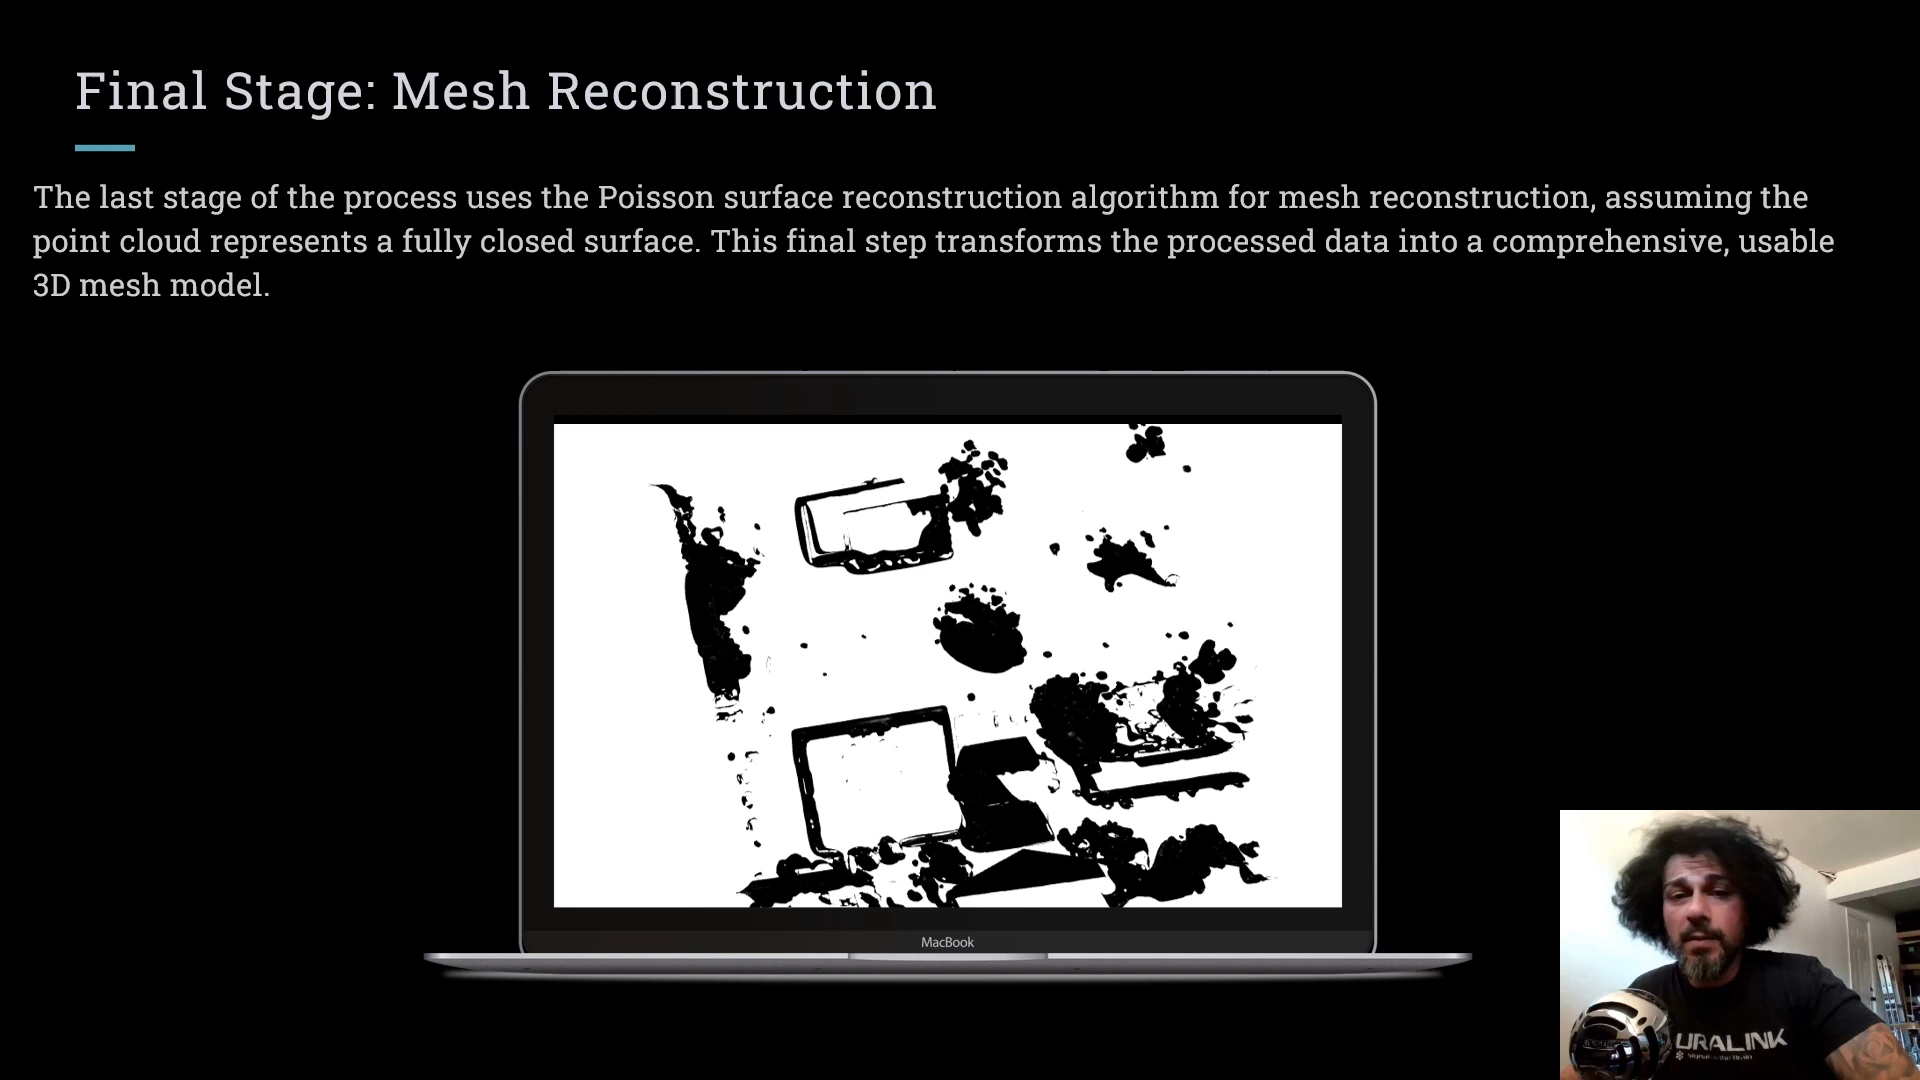 Final Stage: Mesh Reconstruction
The last stage of the process uses the Poisson surface reconstruction algorithm for mesh reconstruction, assuming the
point cloud represents a fully closed surface. This final step transforms the processed data into a comprehensive, usable
3D mesh model.
MacBook
URALINK